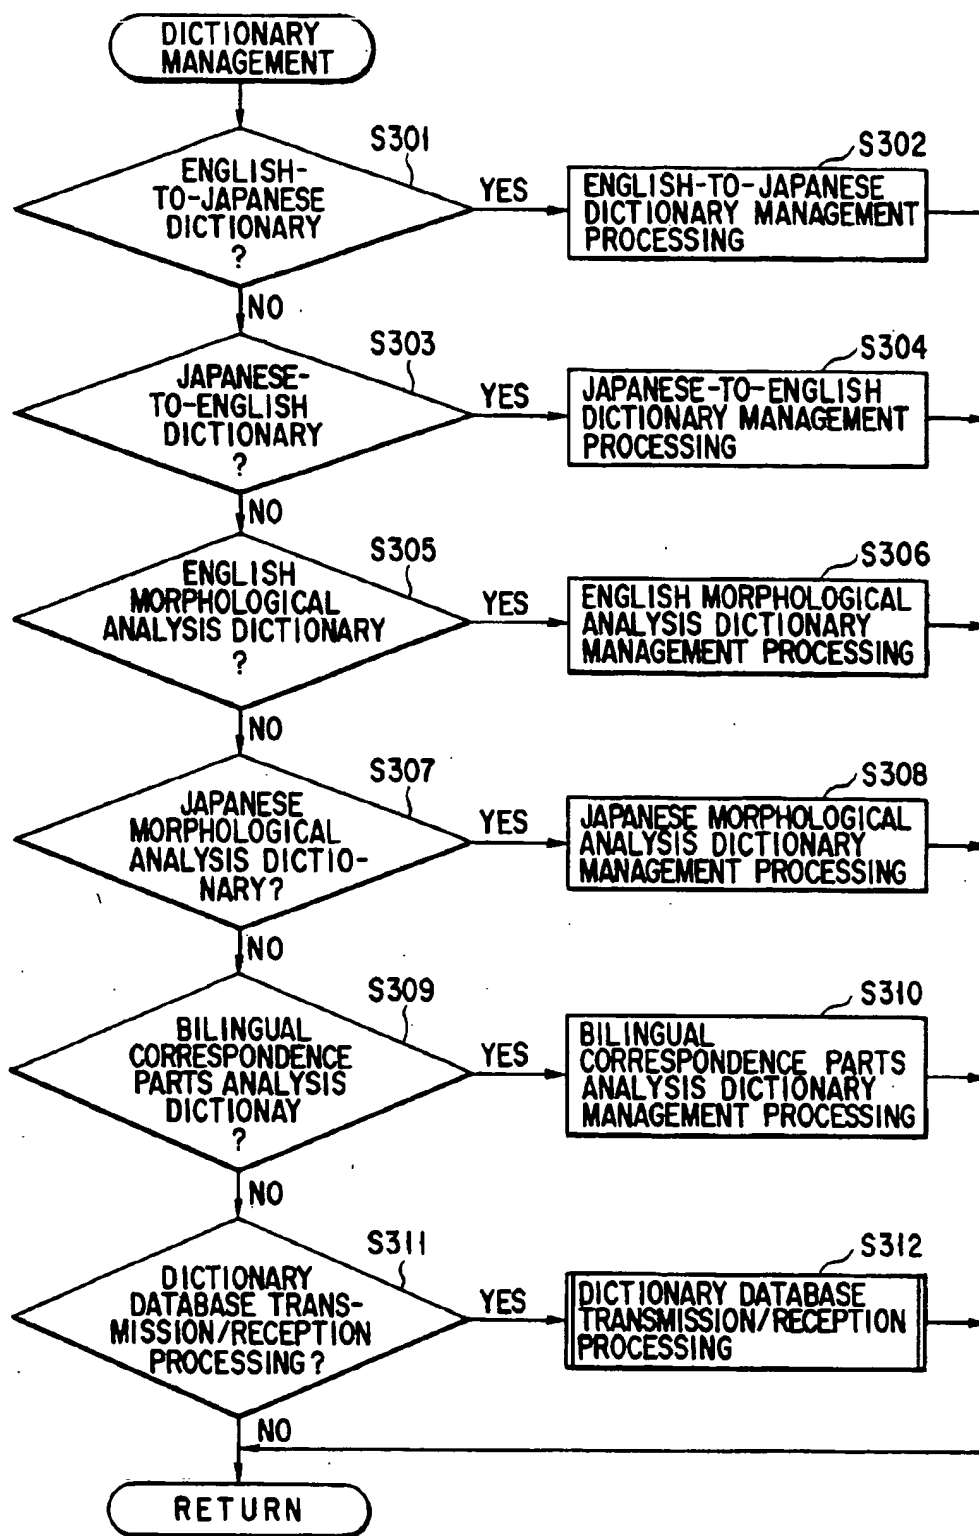 DICTIONARY
MANAGEMENT
S301
ENGLISH-
TO-JAPANESE
DICTIONARY
?
YES
S302
ENGLISH-TO-JAPANESE
DICTIONARY MANAGEMENT
PROCESSING
NO
S303
JAPANESE-
TO-ENGLISH
DICTIONARY
?
YES
S304
JAPANESE-TO-ENGLISH
DICTIONARY MANAGEMENT
PROCESSING
NO
S305
ENGLISH
MORPHOLOGICAL
ANALYSIS DICTIONARY
?
YES
S306
ENGLISH MORPHOLOGICAL
ANALYSIS DICTIONARY
MANAGEMENT PROCESSING
NO
S307
JAPANESE
MORPHOLOGICAL
ANALYSIS DICTIO-
NARY?
YES
S308
JAPANESE MORPHOLOGICAL
ANALYSIS DICTIONARY
MANAGEMENT PROCESSING
NO
S309
BILINGUAL
CORRESPONDENCE
PARTS ANALYSIS
DICTIONAY
?
YES
S310
BILINGUAL
CORRESPONDENCE PARTS
ANALYSIS DICTIONARY
MANAGEMENT PROCESSING
NO
S311
DICTIONARY
DATABASE TRANS-
MISSION/RECEPTION
PROCESSING?
YES
S312
DICTIONARY DATABASE
TRANSMISSION/RECEPTION
PROCESSING
NO
RETURN